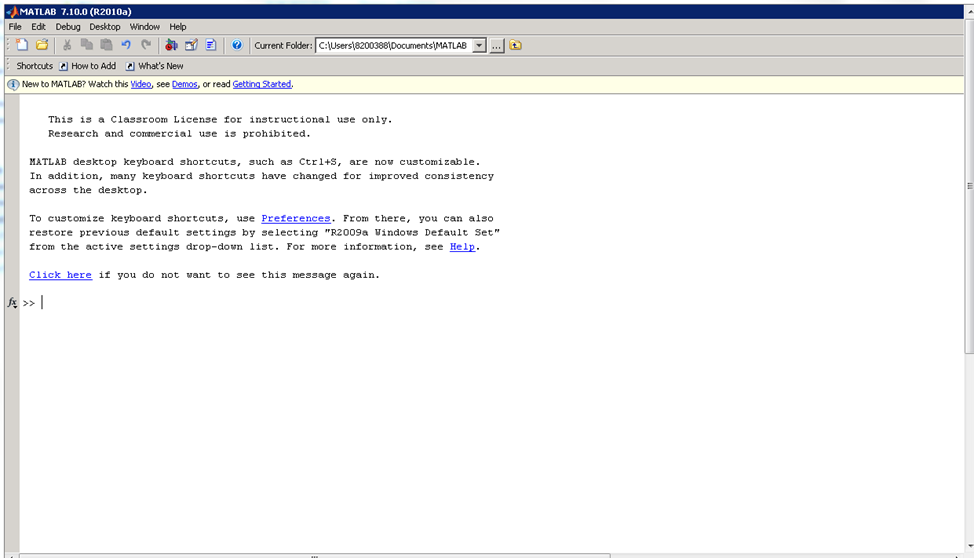 MATLAB 7.10.0 (R2010a)
File Edit Debug Desktop Window Help
Current Folder: C:\Users\8200388\Documents\MATLAB ...
Shortcuts How to Add What's New
New to MATLAB? Watch this Video, see Demos, or read Getting Started.
This is a Classroom License for instructional use only.
Research and commercial use is prohibited.
MATLAB desktop keyboard shortcuts, such as Ctrl+S, are now customizable.
In addition, many keyboard shortcuts have changed for improved consistency
across the desktop.
To customize keyboard shortcuts, use Preferences. From there, you can also
restore previous default settings by selecting "R2009a Windows Default Set"
from the active settings drop-down list. For more information, see Help.
Click here if you do not want to see this message again.
fx >>